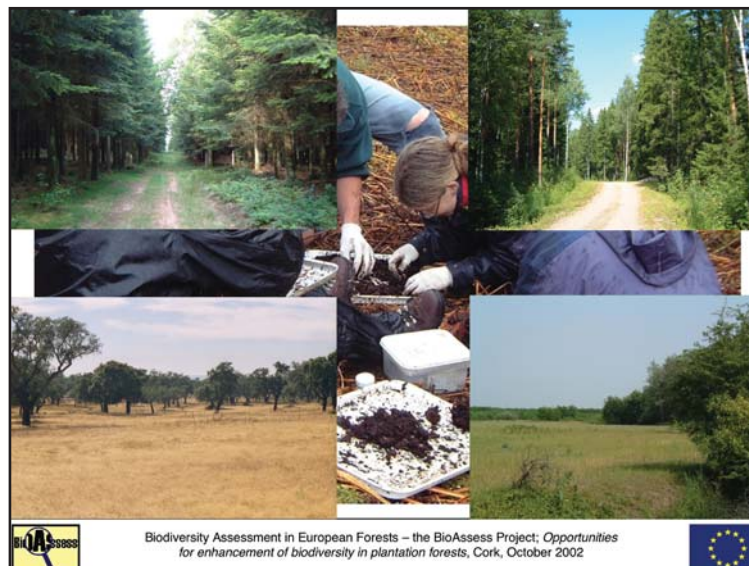 BioAssess
Biodiversity Assessment in European Forests – the BioAssess Project; Opportunities
for enhancement of biodiversity in plantation forests, Cork, October 2002